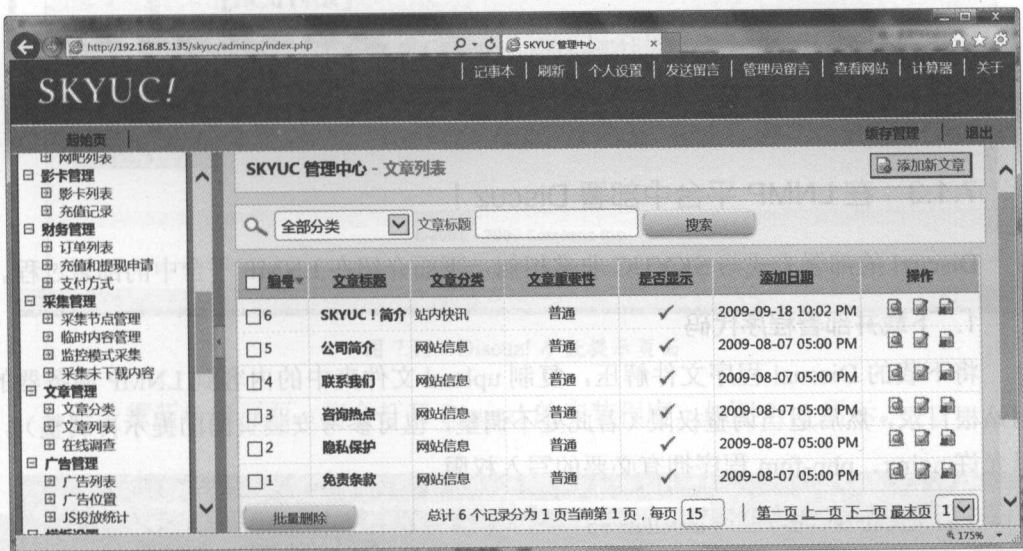 http://192.168.85.135/skyuc/admincp/index.php
SKYUC 管理中心
SKYUC!
记事本 | 刷新 | 个人设置 | 发送留言 | 管理员留言 | 查看网站 | 计算器 | 关于
起始页
缓存管理 | 退出
网吧列表
影卡管理
影卡列表
充值记录
财务管理
订单列表
充值和提现申请
支付方式
采集管理
采集节点管理
临时内容管理
监控模式采集
采集未下载内容
文章管理
文章分类
文章列表
在线调查
广告管理
广告列表
广告位置
JS投放统计
模板设置
SKYUC 管理中心 - 文章列表
添加新文章
全部分类 文章标题 搜索
编号 文章标题 文章分类 文章重要性 是否显示 添加日期 操作
6 SKYUC！简介 站内快讯 普通 2009-09-18 10:02 PM
5 公司简介 网站信息 普通 2009-08-07 05:00 PM
4 联系我们 网站信息 普通 2009-08-07 05:00 PM
3 咨询热点 网站信息 普通 2009-08-07 05:00 PM
2 隐私保护 网站信息 普通 2009-08-07 05:00 PM
1 免责条款 网站信息 普通 2009-08-07 05:00 PM
批量删除
总计 6 个记录分为 1 页当前第 1 页，每页 15 第一页 上一页 下一页 最末页 1
175%